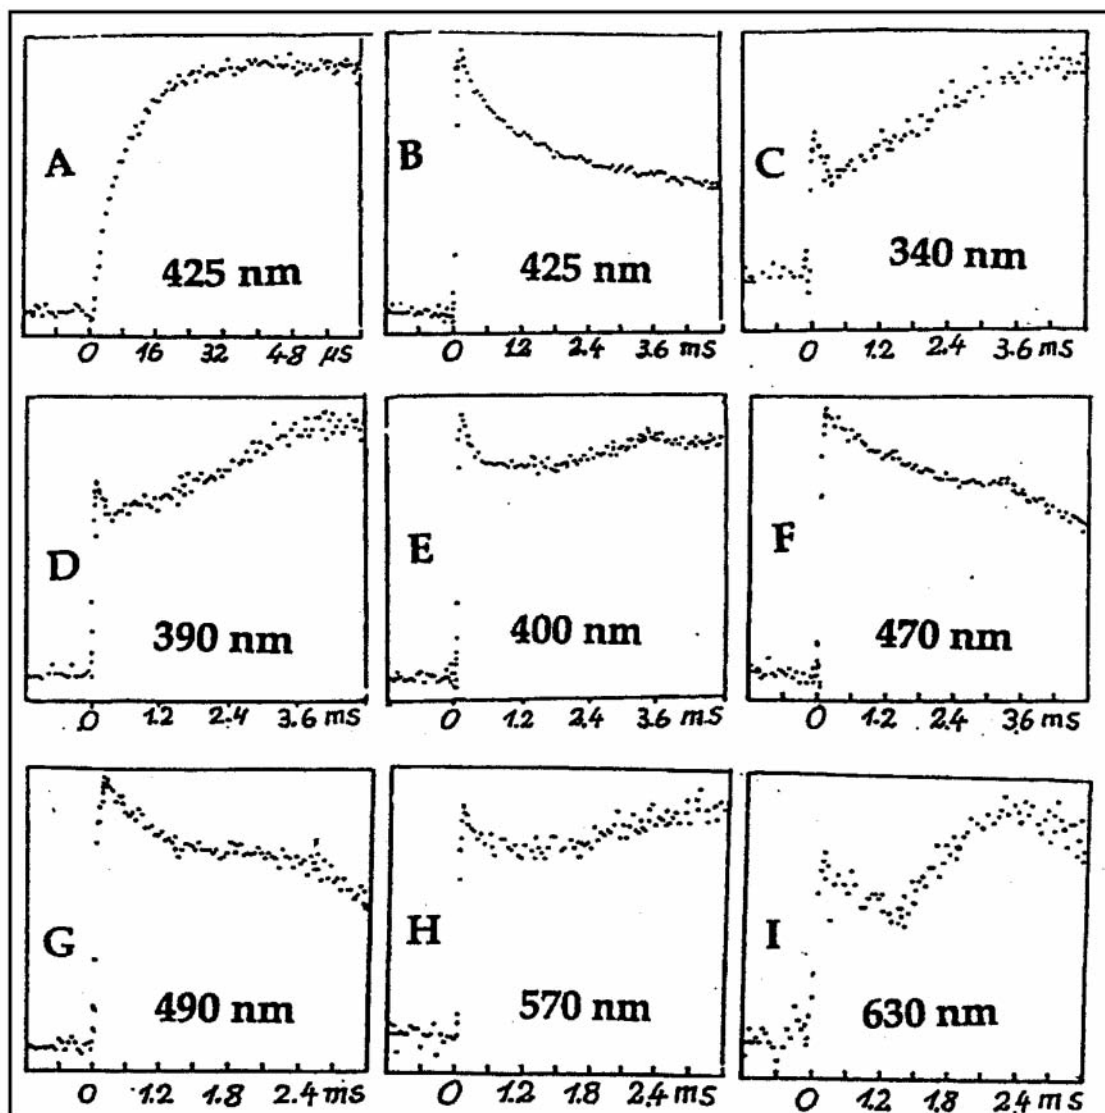 A
425 nm
0 16 32 48 µs
B
425 nm
0 1.2 2.4 3.6 ms
C
340 nm
0 1.2 2.4 3.6 ms
D
390 nm
0 1.2 2.4 3.6 ms
E
400 nm
0 1.2 2.4 3.6 ms
F
470 nm
0 1.2 2.4 3.6 ms
G
490 nm
0 1.2 1.8 2.4 ms
H
570 nm
0 1.2 1.8 2.4 ms
I
630 nm
0 1.2 1.8 2.4 ms